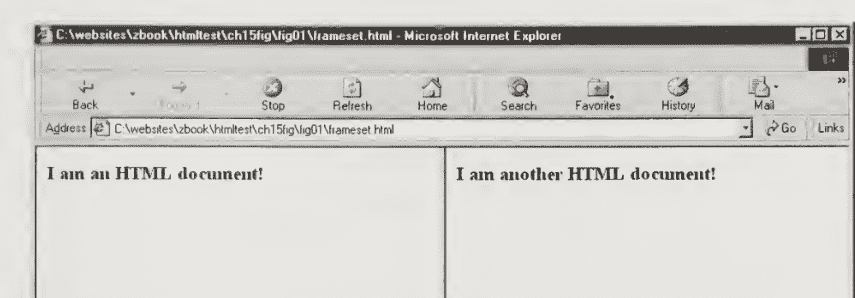 C:\websites\zbook\htmltest\ch15fig\fig01\frameset.html - Microsoft Internet Explorer
Back Forward Stop Refresh Home Search Favorites History Mail »
Address C:\websites\zbook\htmltest\ch15fig\fig01\frameset.html Go Links
I am an HTML document! I am another HTML document!